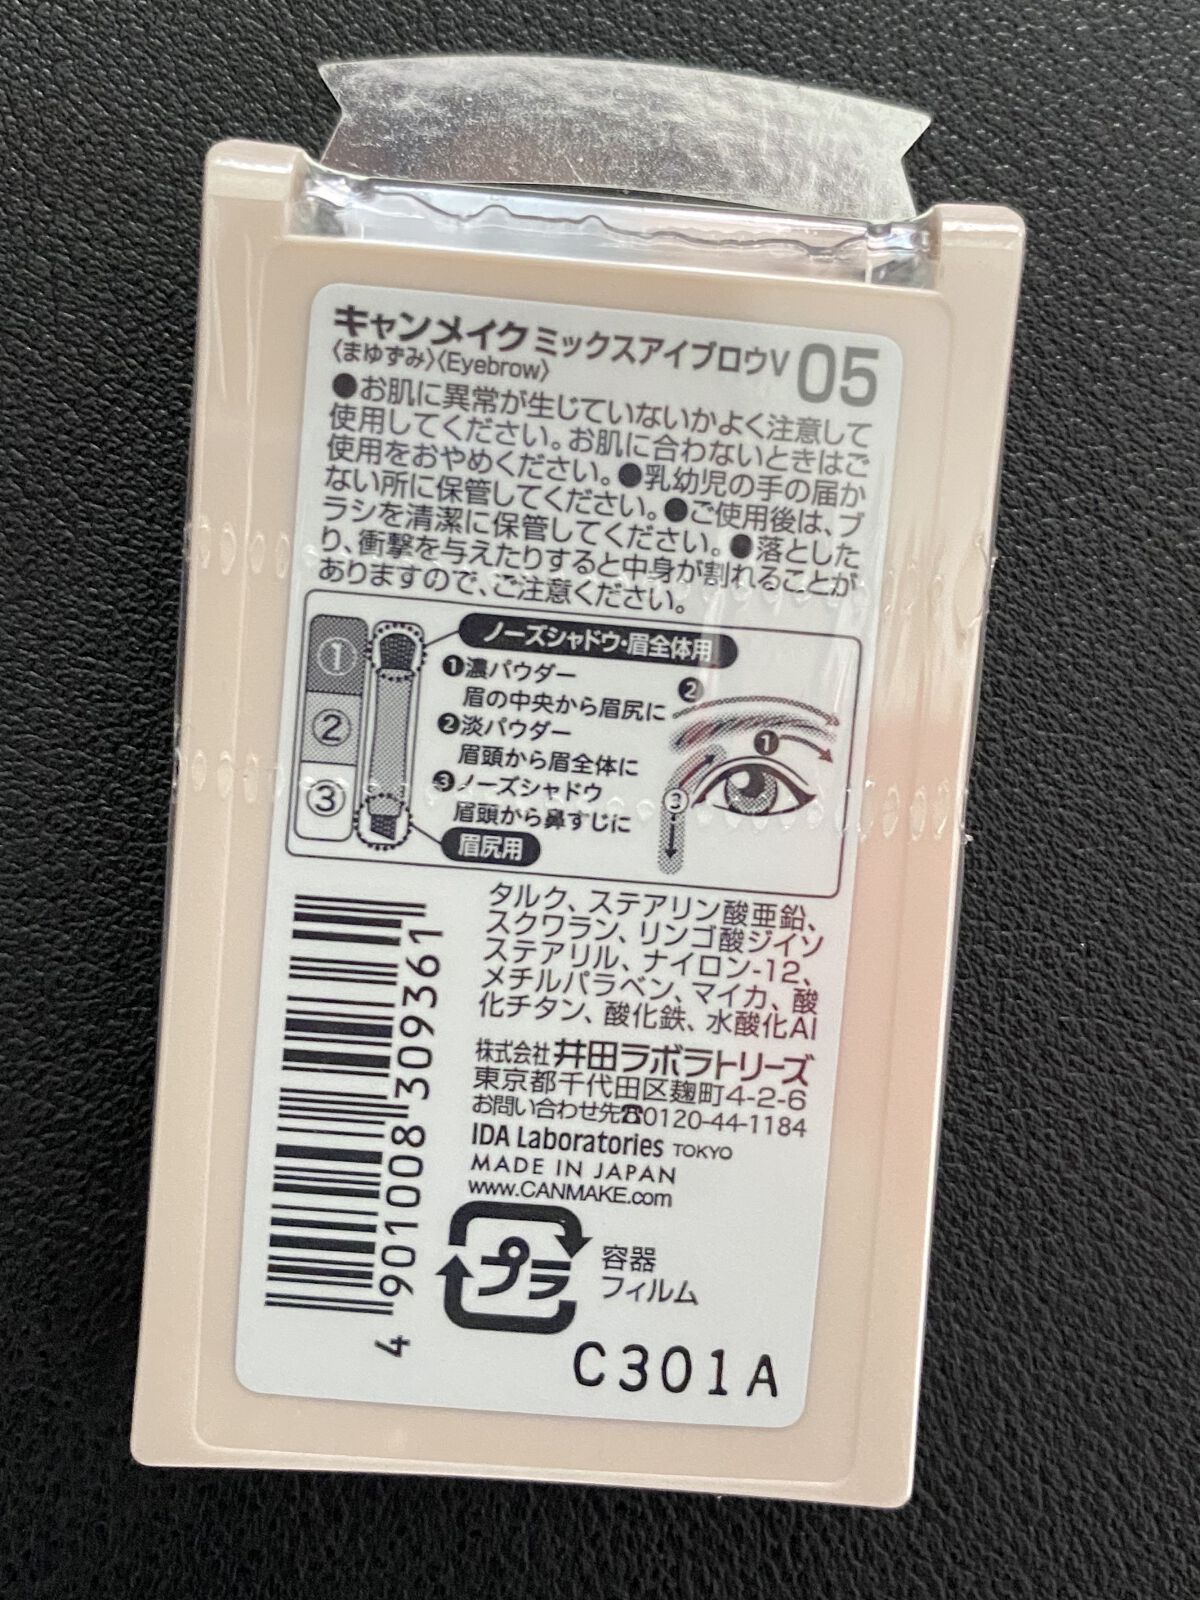 キャンメイク ミックスアイブロウV 05
〈まゆずみ〉〈Eyebrow〉
●お肌に異常が生じていないかよく注意して
使用してください。お肌に合わないときはご
使用をおやめください。●乳幼児の手の届か
ない所に保管してください。●ご使用後は、ブ
ラシを清潔に保管してください。●落とした
り、衝撃を与えたりすると中身が割れることが
ありますので、ご注意ください。
①
②
③
ノーズシャドウ・眉全体用
❶濃パウダー
眉の中央から眉尻に
❷淡パウダー
眉頭から眉全体に
❸ノーズシャドウ
眉頭から鼻すじに
眉尻用
❷
❶
③
タルク、ステアリン酸亜鉛、
スクワラン、リンゴ酸ジイソ
ステアリル、ナイロン-12、
メチルパラベン、マイカ、酸
化チタン、酸化鉄、水酸化Al
株式会社 井田ラボラトリーズ
東京都千代田区麹町4-2-6
お問い合わせ先☎0120-44-1184
IDA Laboratories TOKYO
MADE IN JAPAN
www.CANMAKE.com
プラ
容器
フィルム
4 901008 309361
C301A